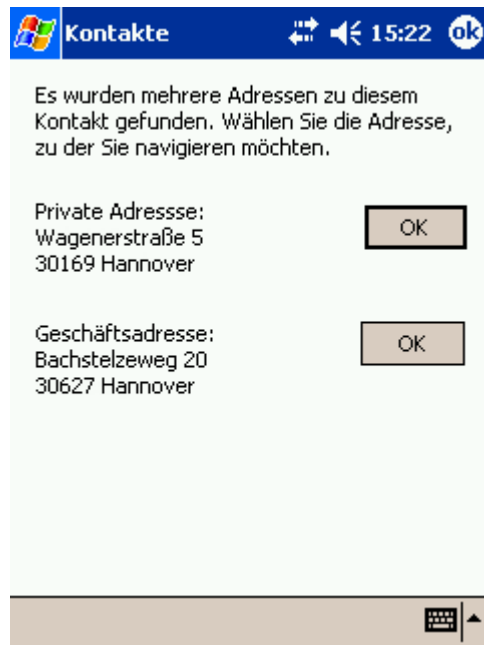 Kontakte 15:22 ok
Es wurden mehrere Adressen zu diesem
Kontakt gefunden. Wählen Sie die Adresse,
zu der Sie navigieren möchten.
Private Adressse:
Wagenerstraße 5
30169 Hannover
OK
Geschäftsadresse:
Bachstelzeweg 20
30627 Hannover
OK